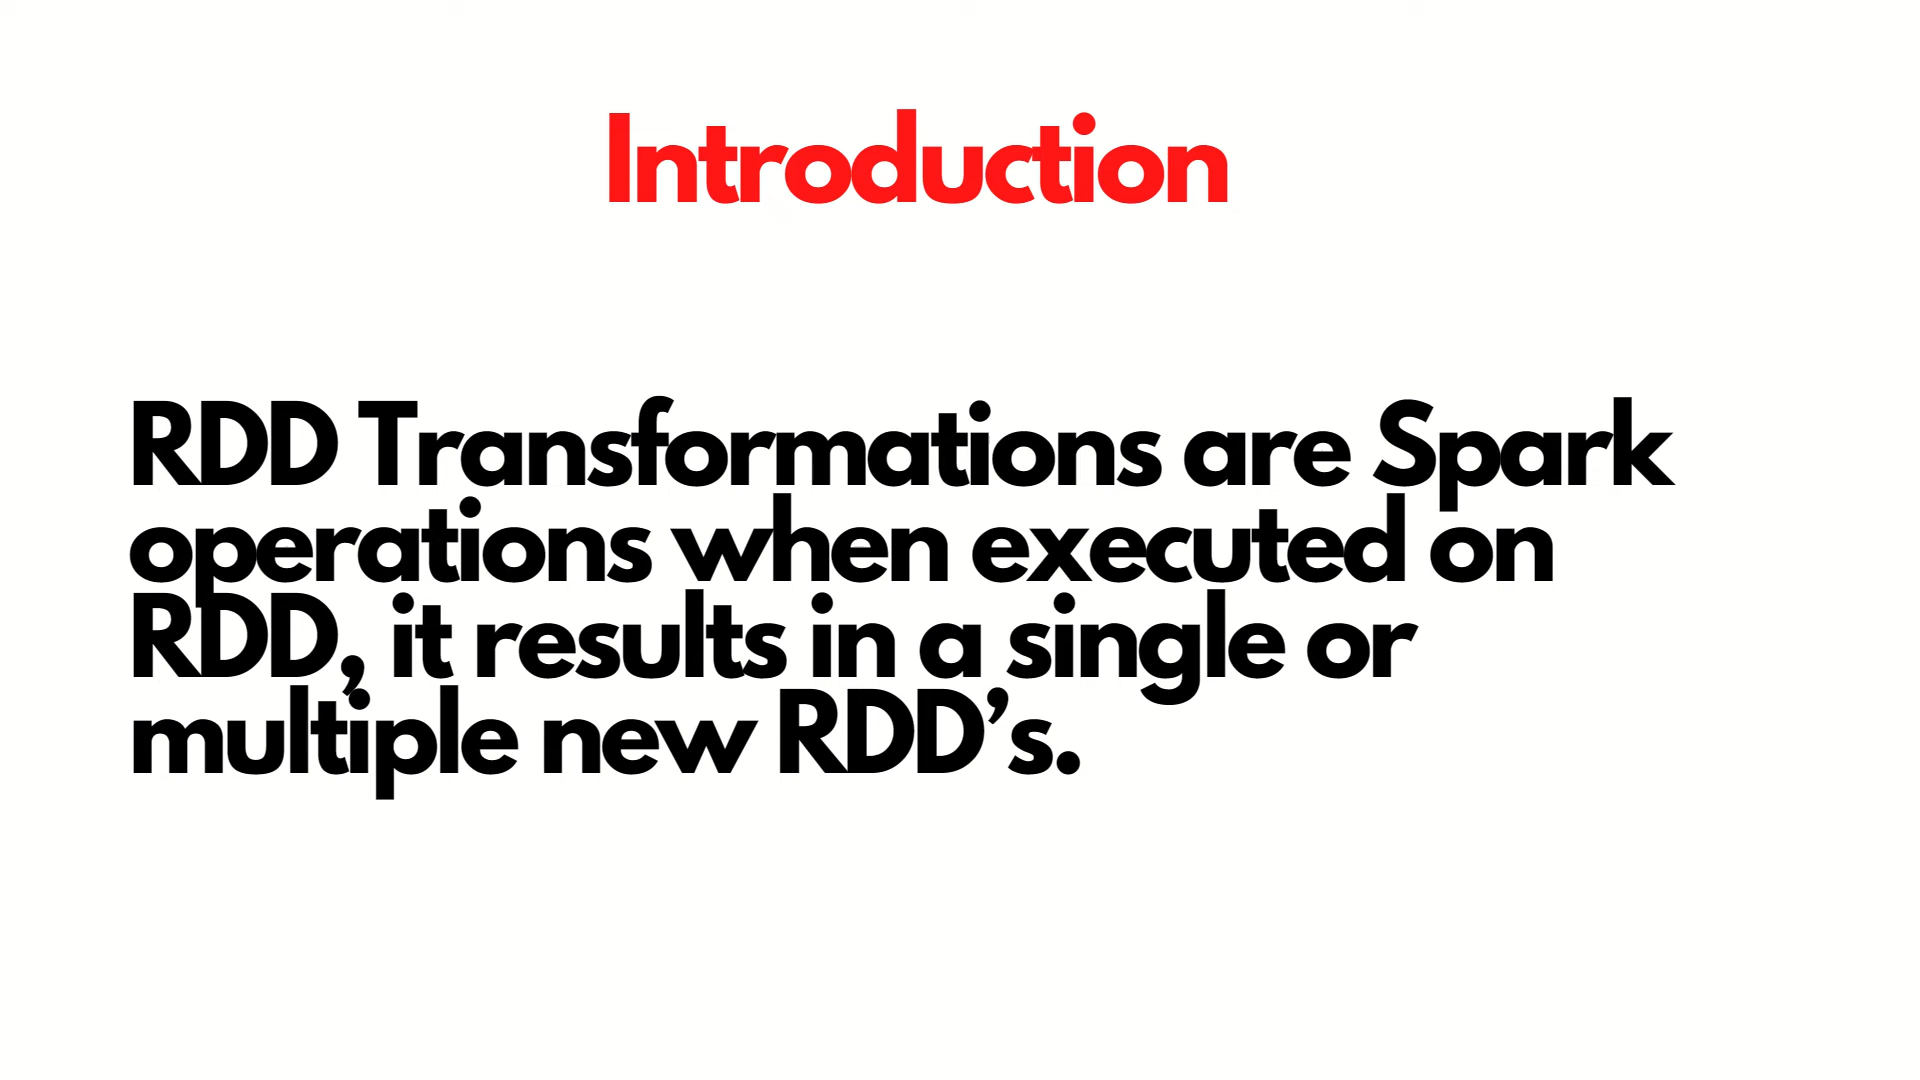 Introduction
RDD Transformations are Spark
operations when executed on
RDD, it results in a single or
multiple new RDD’s.